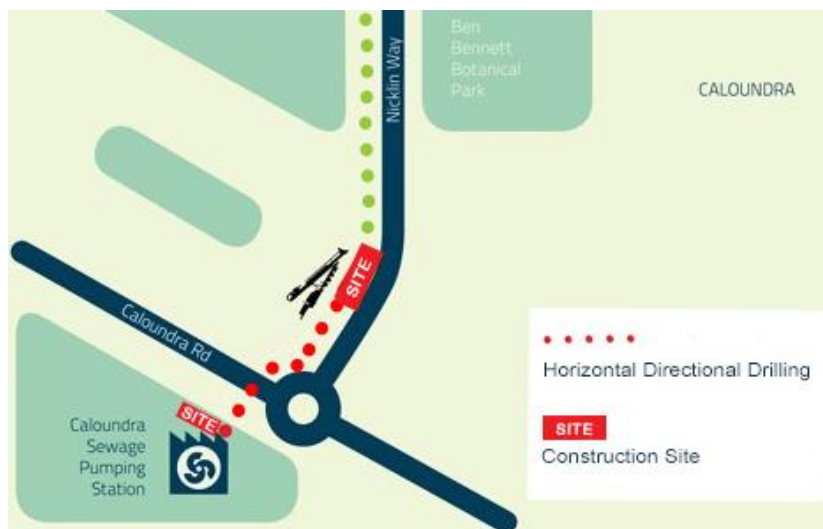 Ben
Bennett
Botanical
Park
Nicklin Way
CALOUNDRA
SITE
Caloundra Rd
SITE
Caloundra
Sewage
Pumping
Station
Horizontal Directional Drilling
SITE
Construction Site